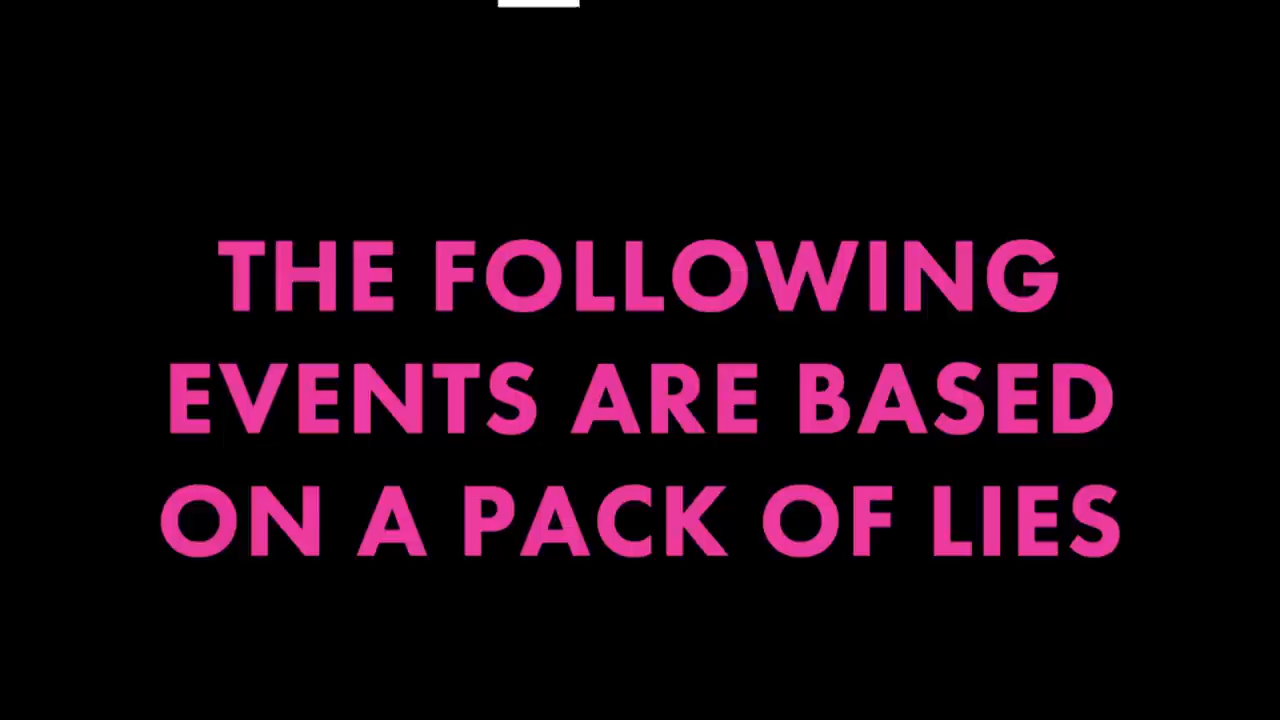 THE FOLLOWING
EVENTS ARE BASED
ON A PACK OF LIES